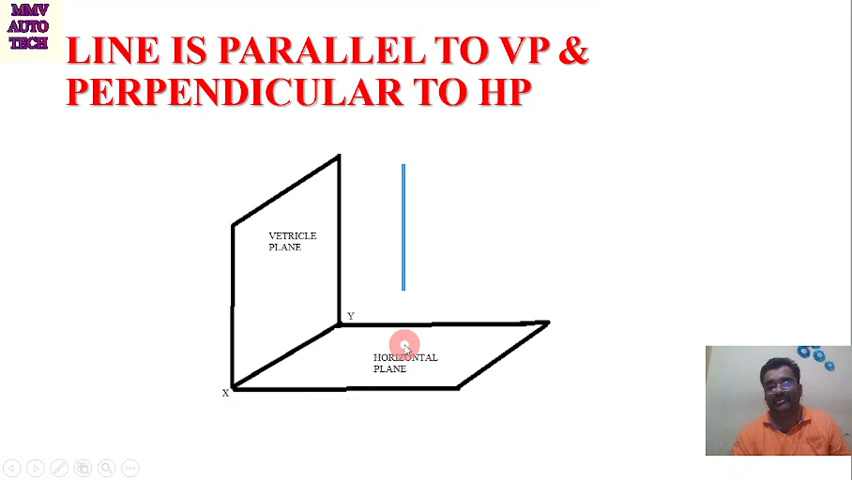 MMV
AUTO
TECH
LINE IS PARALLEL TO VP &
PERPENDICULAR TO HP
VETRICLE
PLANE
Y
HORIZONTAL
PLANE
X